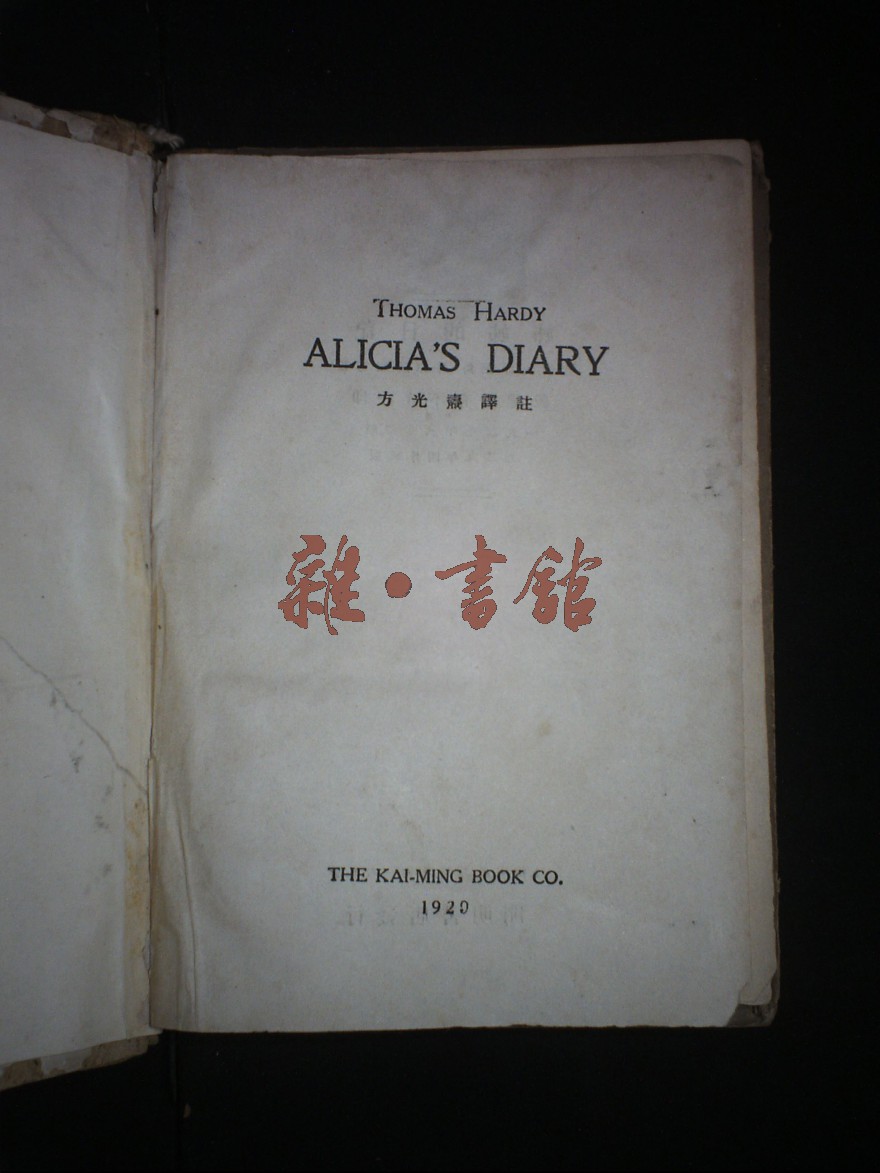 THOMAS HARDY
ALICIA'S DIARY
方光燾譯註
雜•書館
THE KAI-MING BOOK CO.
1929